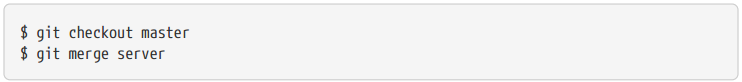 $ git checkout master
$ git merge server